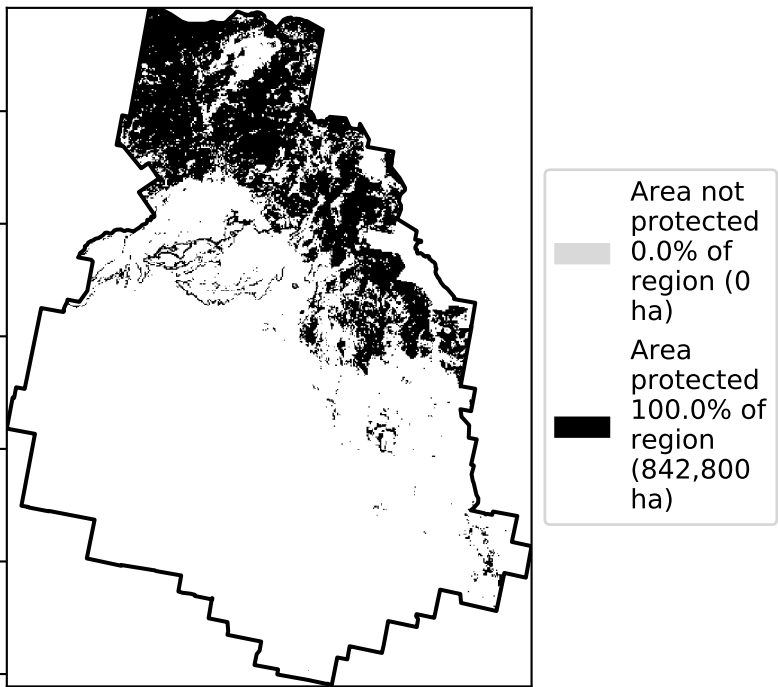 Area not
protected
0.0% of
region (0
ha)
Area
protected
100.0% of
region
(842,800
ha)